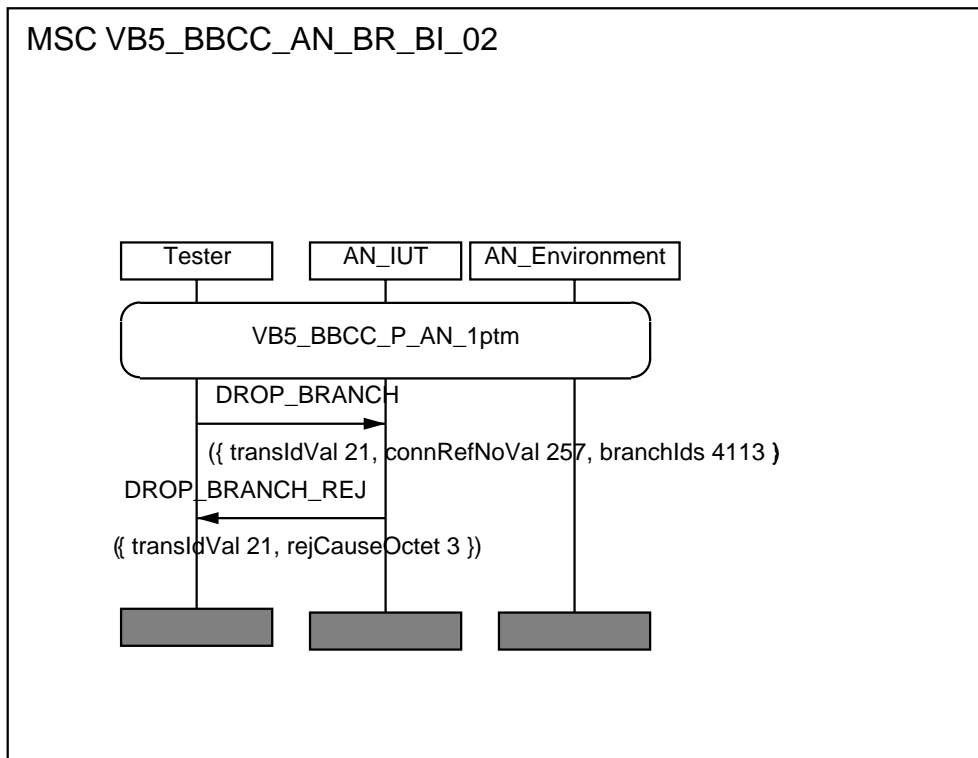 MSC VB5_BBCC_AN_BR_BI_02
Tester AN_IUT AN_Environment
VB5_BBCC_P_AN_1ptm
DROP_BRANCH
({ transIdVal 21, connRefNoVal 257, branchIds 4113 })
DROP_BRANCH_REJ
({ transIdVal 21, rejCauseOctet 3 })